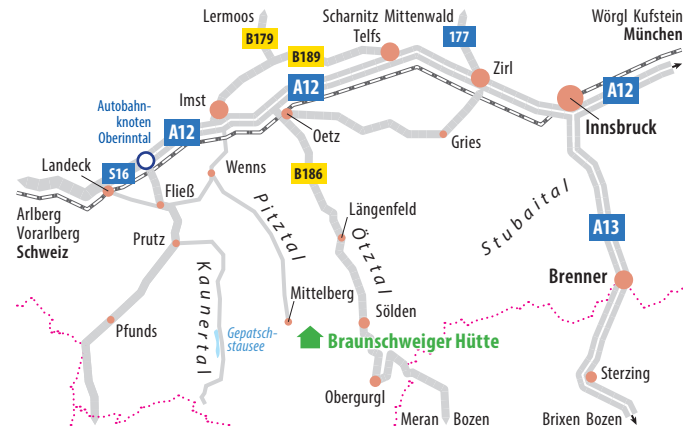 Lermoos
Scharnitz Mittenwald
Telfs
Wörgl Kufstein
München
B179
B189
177
Zirl
A12
A12
Imst
Autobahn-
knoten
Oberinntal
A12
Oetz
Gries
Innsbruck
Landeck
S16
Wenns
B186
Fließ
Arlberg
Vorarlberg
Schweiz
Prutz
Pitztal
Längenfeld
Ötztal
Stubaital
A13
Kaunertal
Brenner
Mittelberg
Pfunds
Gepatsch-
stausee
Sölden
Braunschweiger Hütte
Obergurgl
Sterzing
Meran Bozen
Brixen Bozen